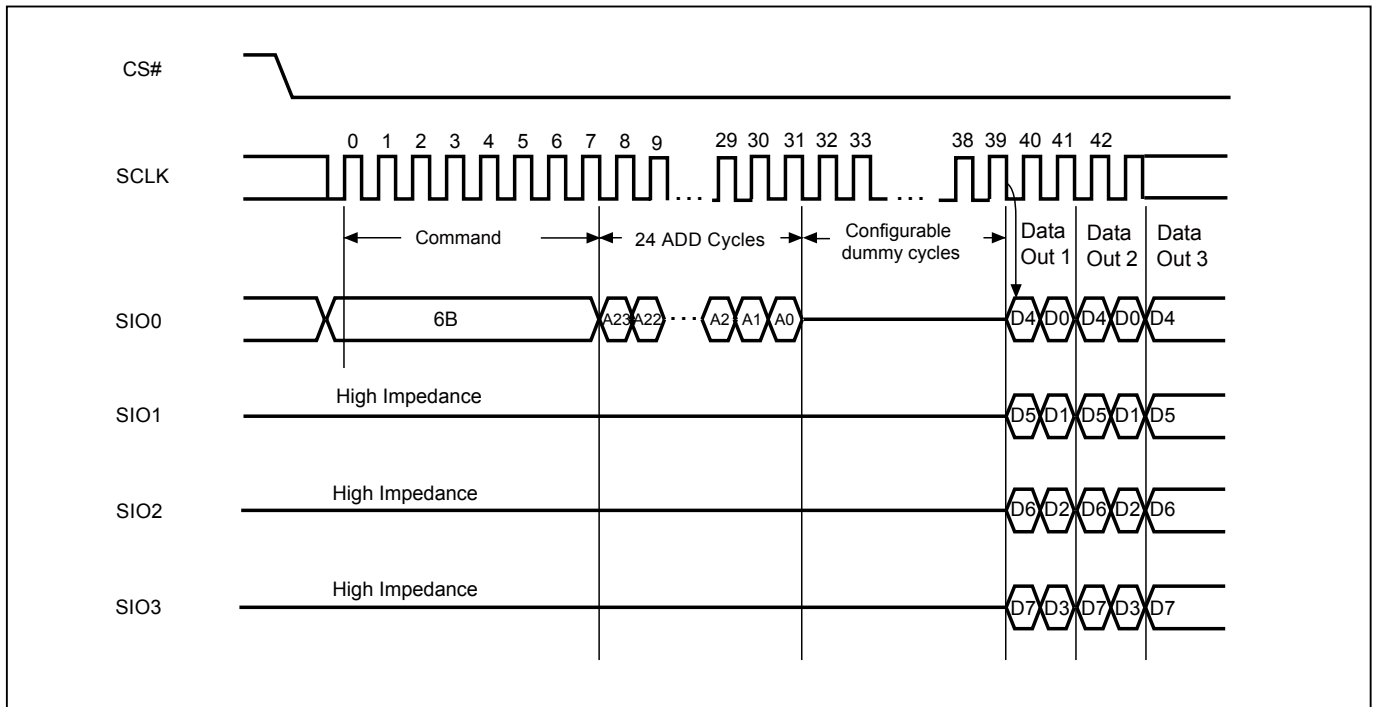 CS#
0 1 2 3 4 5 6 7 8 9 29 30 31 32 33 38 39 40 41 42
SCLK
Command
24 ADD Cycles
Configurable
dummy cycles
Data
Out 1
Data
Out 2
Data
Out 3
SIO0
6B
A23 A22 A2 A1 A0
D4 D0 D4 D0 D4
High Impedance
SIO1
D5 D1 D5 D1 D5
High Impedance
SIO2
D6 D2 D6 D2 D6
High Impedance
SIO3
D7 D3 D7 D3 D7